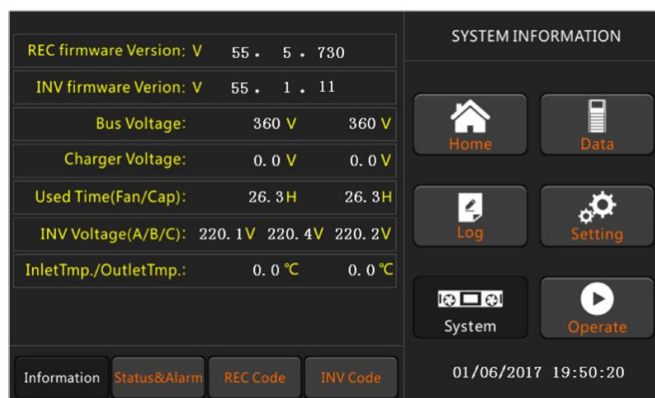 REC firmware Version: V 55. 5. 730
INV firmware Verion: V 55. 1. 11
Bus Voltage: 360 V 360 V
Charger Voltage: 0. 0 V 0. 0 V
Used Time(Fan/Cap): 26. 3H 26. 3H
INV Voltage(A/B/C): 220. 1V 220. 4V 220. 2V
InletTmp./OutletTmp.: 0. 0 ℃ 0. 0 ℃
Information Status&Alarm REC Code INV Code
SYSTEM INFORMATION
Home Data
Log Setting
System Operate
01/06/2017 19:50:20